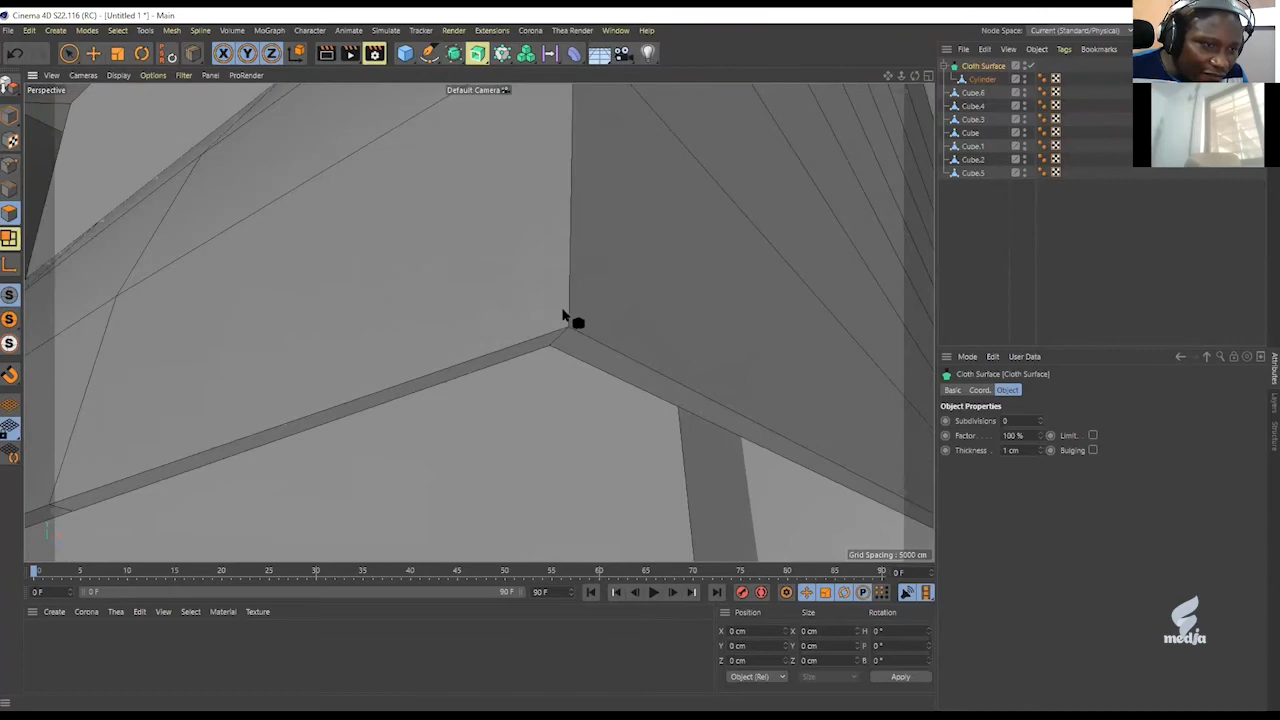 Cinema 4D S22.116 (RC) - [Untitled 1 *] - Main
File Edit Create Modes Select Tools Mesh Spline Volume MoGraph Character Animate Simulate Tracker Render Extensions Corona Thea Render Window Help
Node Space: Current (Standard/Physical)
View Cameras Display Options Filter Panel ProRender
File Edit View Object Tags Bookmarks
Perspective
Default Camera
Cloth Surface
Cylinder
Cube.6
Cube.4
Cube.3
Cube
Cube.1
Cube.2
Cube.5
Mode Edit User Data
Cloth Surface [Cloth Surface]
Basic Coord. Object
Object Properties
Subdivisions 0
Factor. . . . 100 % Limit. .
Thickness . 1 cm Bulging
Attributes
Layers
Structure
Grid Spacing : 5000 cm
0 5 10 15 20 25 30 35 40 45 50 55 60 65 70 75 80 85 90 0 F
0 F 0 F 90 F 90 F
Create Corona Thea Edit View Select Material Texture
Position Size Rotation
X 0 cm X 0 cm H 0 °
Y 0 cm Y 0 cm P 0 °
Z 0 cm Z 0 cm B 0 °
Object (Rel) Size Apply
medja